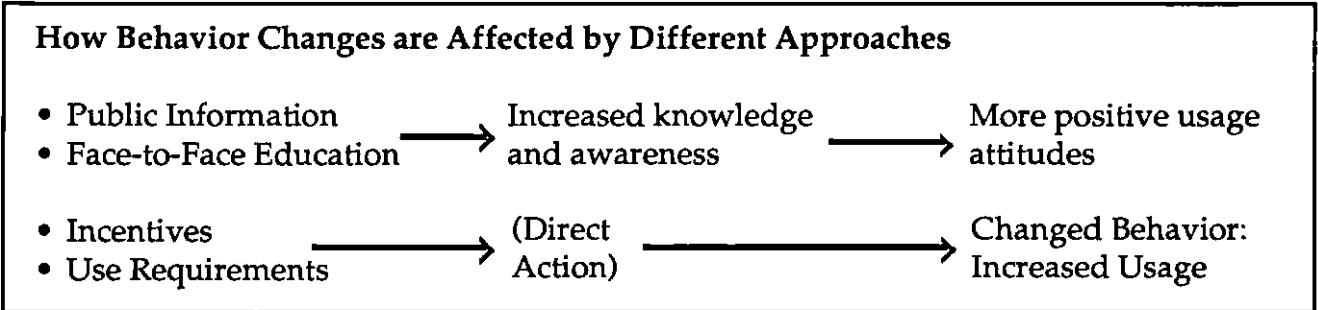 How Behavior Changes are Affected by Different Approaches
• Public Information
• Face-to-Face Education
Increased knowledge
and awareness
More positive usage
attitudes
• Incentives
• Use Requirements
(Direct
Action)
Changed Behavior:
Increased Usage